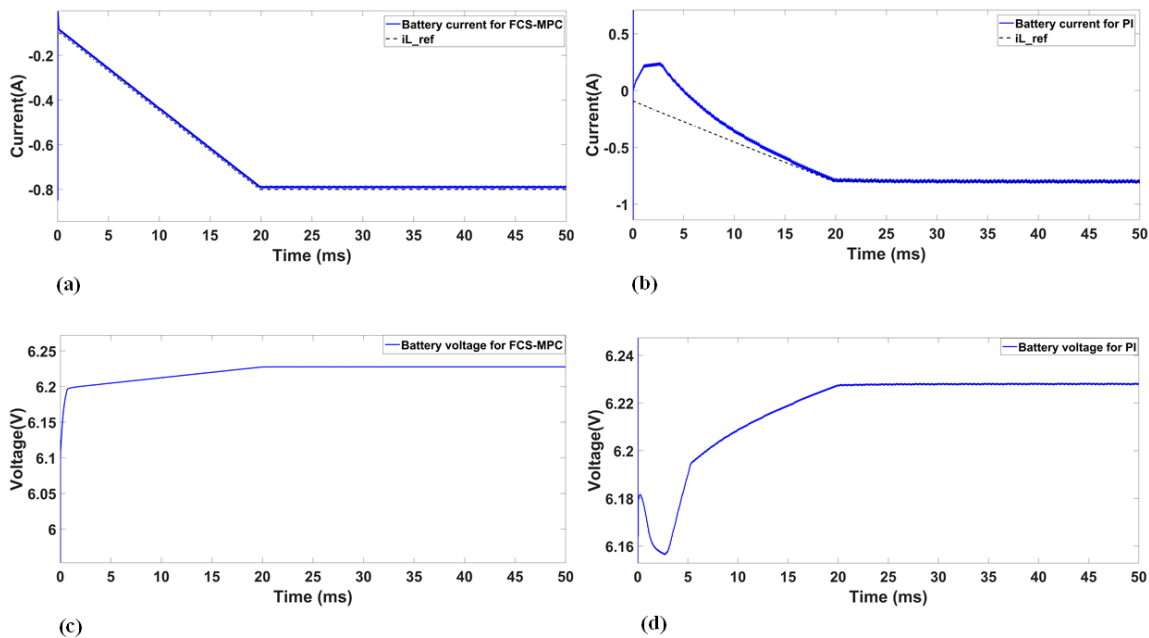 Battery current for FCS-MPC
iL_ref
-0.2
-0.4
-0.6
-0.8
Current(A)
0 5 10 15 20 25 30 35 40 45 50
Time (ms)
(a)
Battery current for PI
iL_ref
0.5
0
-0.5
-1
Current(A)
0 5 10 15 20 25 30 35 40 45 50
Time (ms)
(b)
Battery voltage for FCS-MPC
6.25
6.2
6.15
6.1
6.05
6
Voltage(V)
0 5 10 15 20 25 30 35 40 45 50
Time (ms)
(c)
Battery voltage for PI
6.24
6.22
6.2
6.18
6.16
Voltage(V)
0 5 10 15 20 25 30 35 40 45 50
Time (ms)
(d)